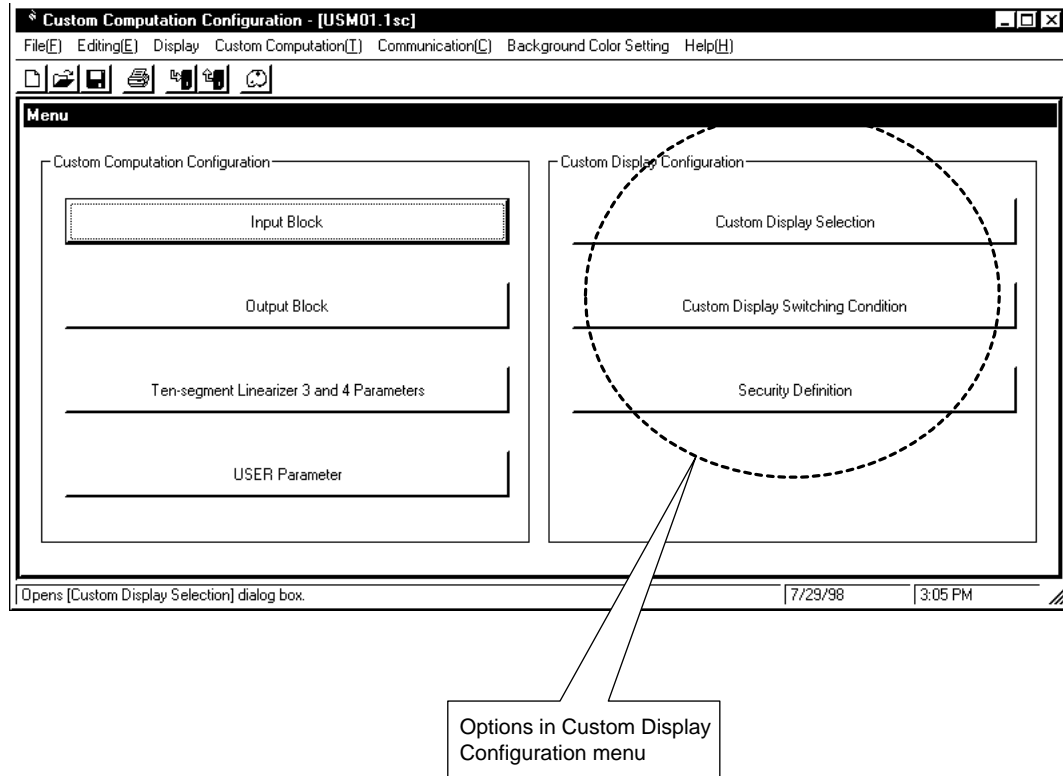 Custom Computation Configuration - [USM01.1sc]
File(F) Editing(E) Display Custom Computation(T) Communication(C) Background Color Setting Help(H)
Menu
Custom Computation Configuration
Input Block
Output Block
Ten-segment Linearizer 3 and 4 Parameters
USER Parameter
Custom Display Configuration
Custom Display Selection
Custom Display Switching Condition
Security Definition
Opens [Custom Display Selection] dialog box.
7/29/98
3:05 PM
Options in Custom Display
Configuration menu